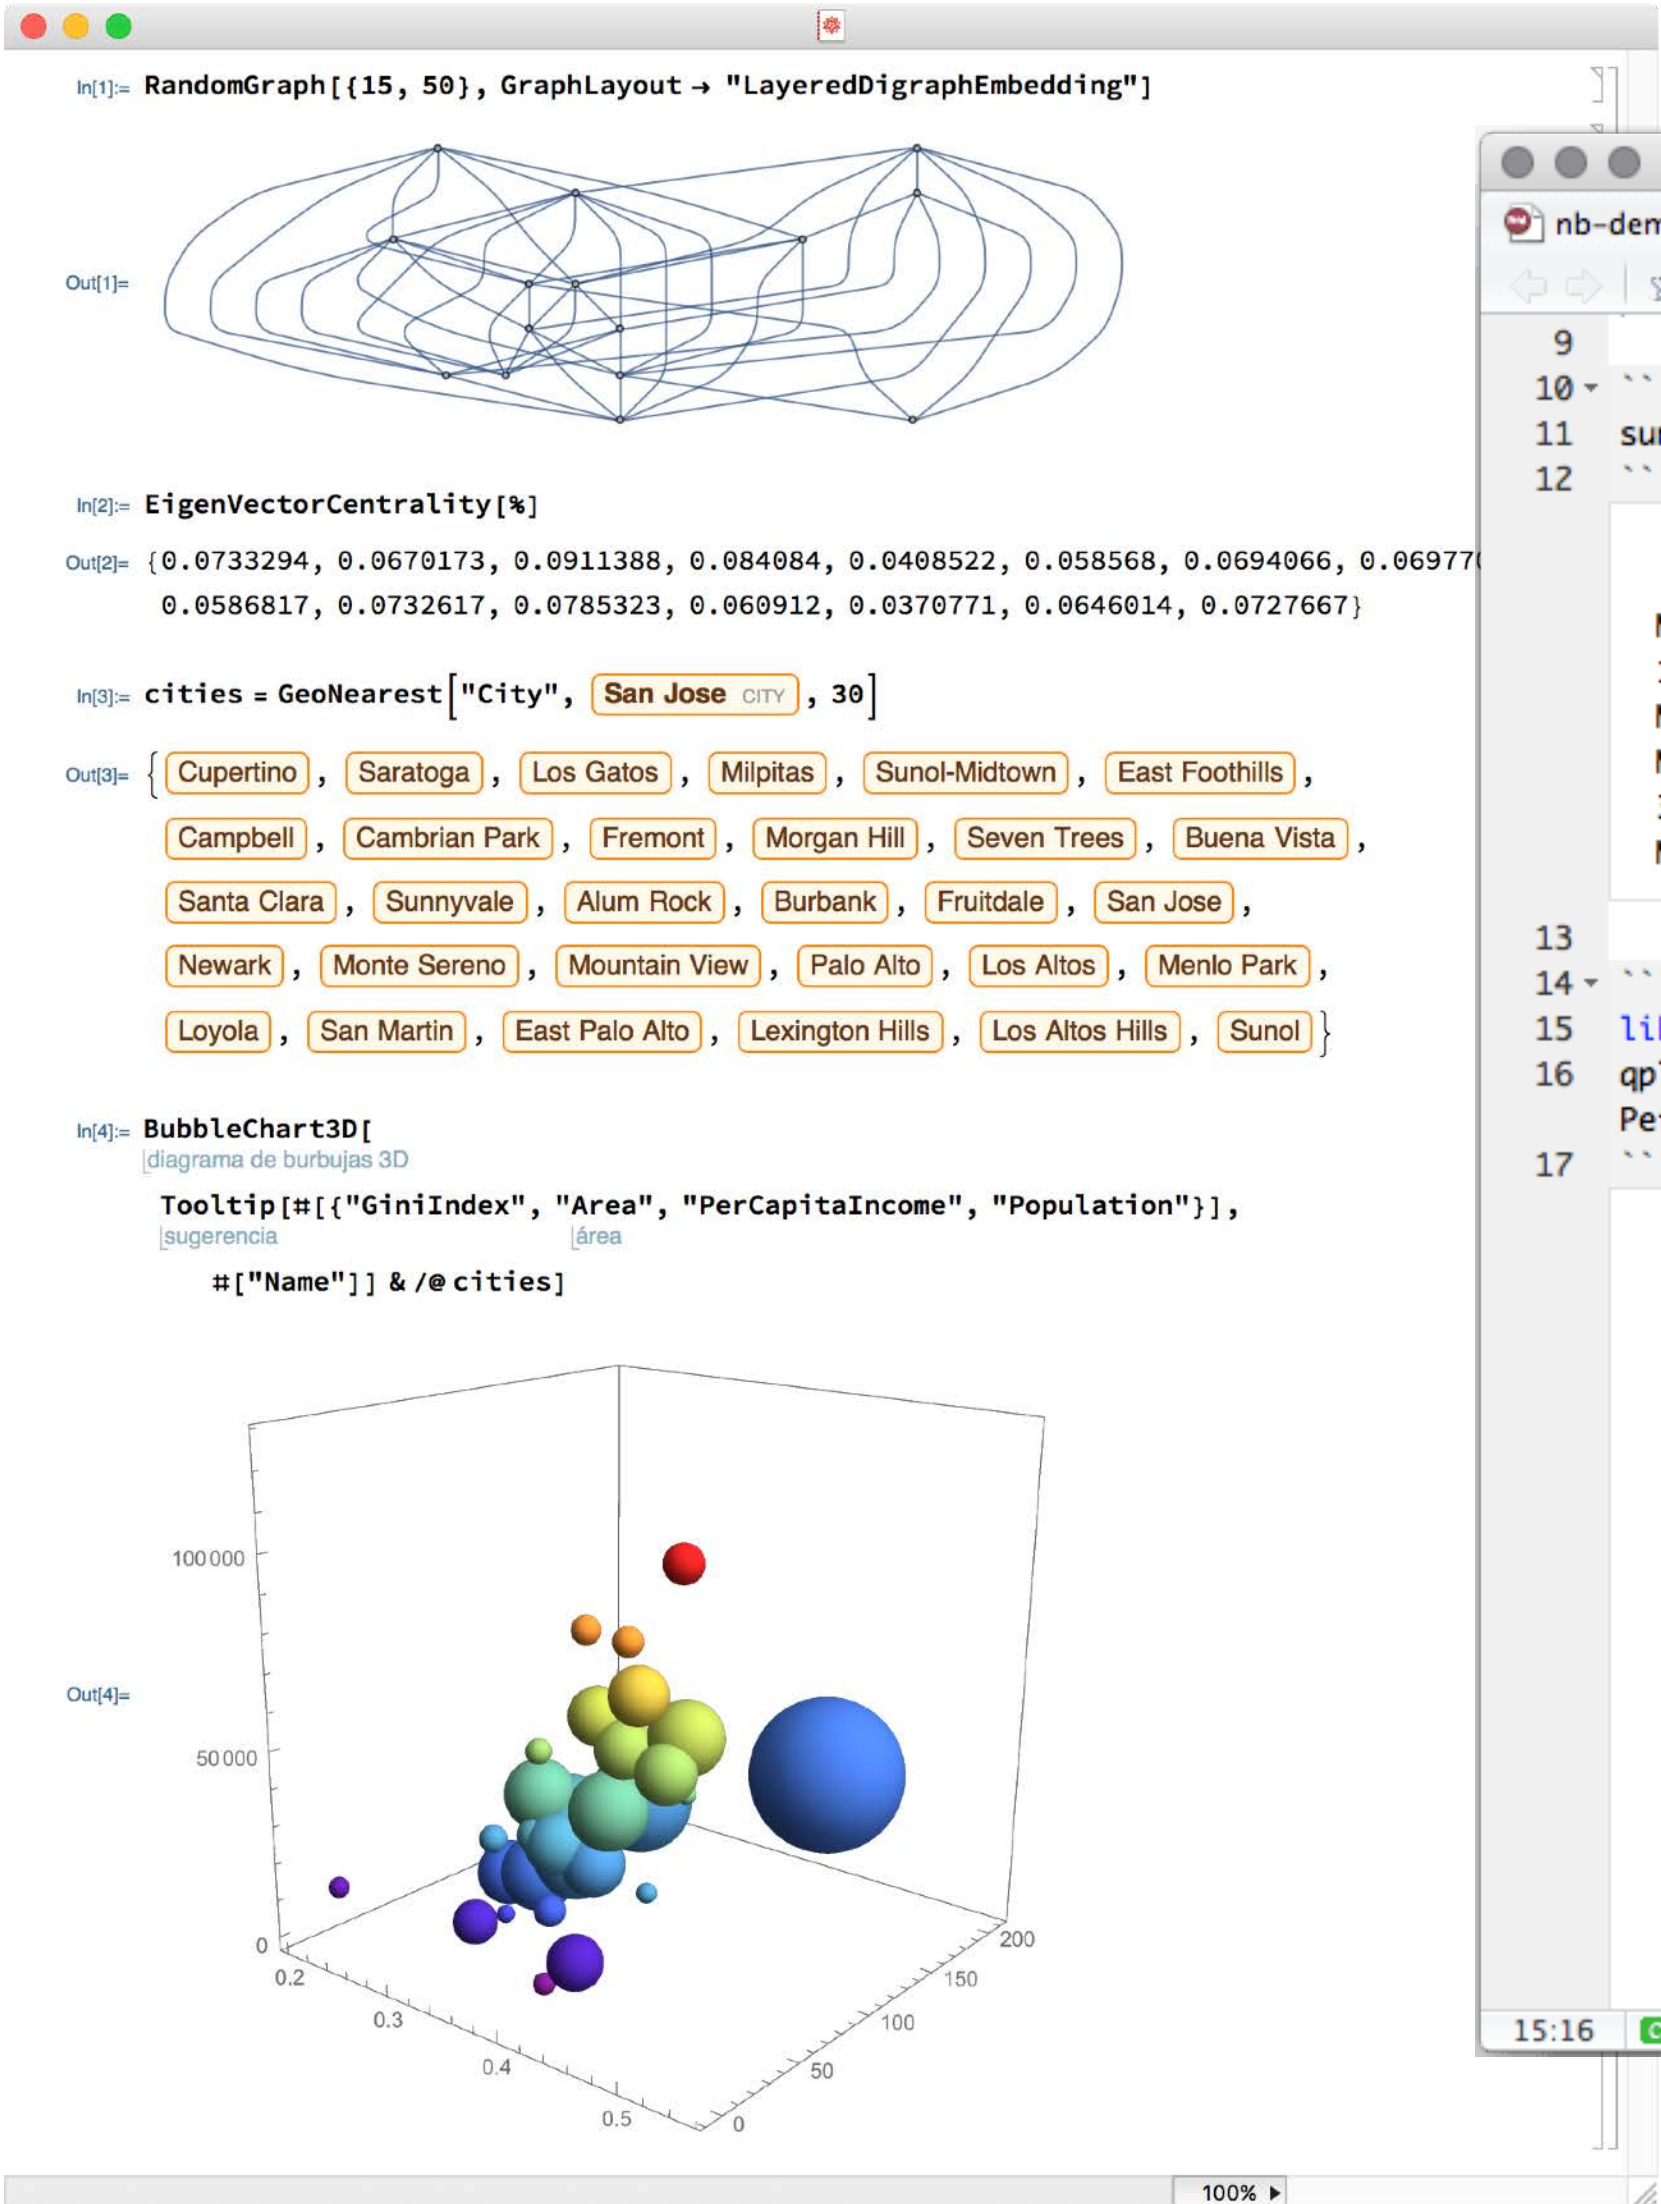 In[1]:= RandomGraph[{15, 50}, GraphLayout → "LayeredDigraphEmbedding"]
Out[1]=
In[2]:= EigenVectorCentrality[%]
Out[2]= {0.0733294, 0.0670173, 0.0911388, 0.084084, 0.0408522, 0.058568, 0.0694066, 0.06977
0.0586817, 0.0732617, 0.0785323, 0.060912, 0.0370771, 0.0646014, 0.0727667}
In[3]:= cities = GeoNearest["City", San Jose CITY , 30]
Out[3]= { Cupertino , Saratoga , Los Gatos , Milpitas , Sunol-Midtown , East Foothills ,
Campbell , Cambrian Park , Fremont , Morgan Hill , Seven Trees , Buena Vista ,
Santa Clara , Sunnyvale , Alum Rock , Burbank , Fruitdale , San Jose ,
Newark , Monte Sereno , Mountain View , Palo Alto , Los Altos , Menlo Park ,
Loyola , San Martin , East Palo Alto , Lexington Hills , Los Altos Hills , Sunol }
In[4]:= BubbleChart3D[
diagrama de burbujas 3D
Tooltip[#[{"GiniIndex", "Area", "PerCapitaIncome", "Population"}],
sugerencia área
#["Name"]] & /@ cities]
Out[4]=
100 000
50 000
0
0.2
0.3
0.4
0.5
0
50
100
150
200
100%
nb-dem
9
10 ``
11 su
12 ``
13
14 ``
15 li
16 qp
Pe
17 ``
15:16